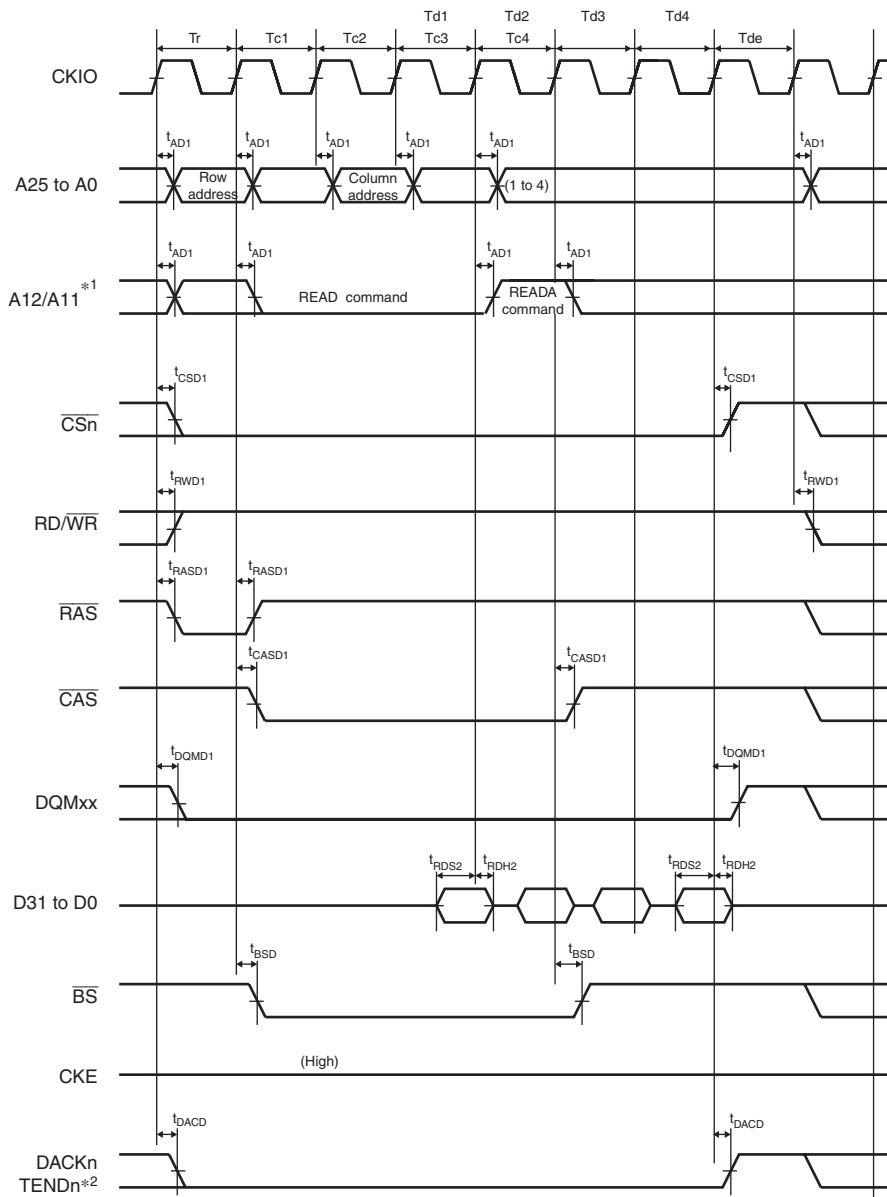 Td1 Td2 Td3 Td4
Tr Tc1 Tc2 Tc3 Tc4 Tde
CKIO
tAD1 tAD1 tAD1 tAD1 tAD1 tAD1
A25 to A0
Row address
Column address
(1 to 4)
tAD1 tAD1 tAD1 tAD1
A12/A11*1
READ command
READA command
tCSD1 tCSD1
CSn
tRWD1 tRWD1
RD/WR
tRASD1 tRASD1
RAS
tCASD1 tCASD1
CAS
tDQMD1 tDQMD1
DQMxx
tRDS2 tRDH2 tRDS2 tRDH2
D31 to D0
tBSD tBSD
BS
(High)
CKE
tDACD tDACD
DACKn
TENDn*2